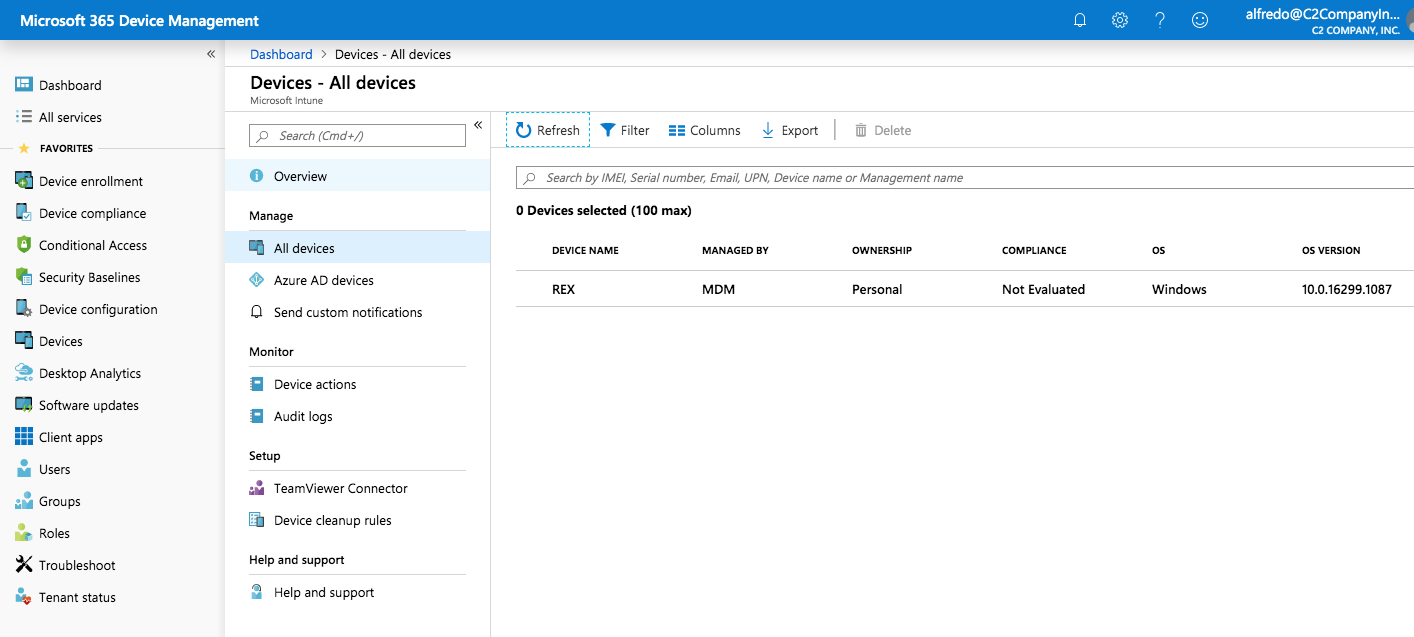 Microsoft 365 Device Management
alfredo@C2CompanyIn...
C2 COMPANY, INC.
«
Dashboard
All services
FAVORITES
Device enrollment
Device compliance
Conditional Access
Security Baselines
Device configuration
Devices
Desktop Analytics
Software updates
Client apps
Users
Groups
Roles
Troubleshoot
Tenant status
Dashboard > Devices - All devices
Devices - All devices
Microsoft Intune
Search (Cmd+/)
«
Overview
Manage
All devices
Azure AD devices
Send custom notifications
Monitor
Device actions
Audit logs
Setup
TeamViewer Connector
Device cleanup rules
Help and support
Help and support
Refresh Filter Columns Export Delete
Search by IMEI, Serial number, Email, UPN, Device name or Management name
0 Devices selected (100 max)
DEVICE NAME MANAGED BY OWNERSHIP COMPLIANCE OS OS VERSION
REX MDM Personal Not Evaluated Windows 10.0.16299.1087